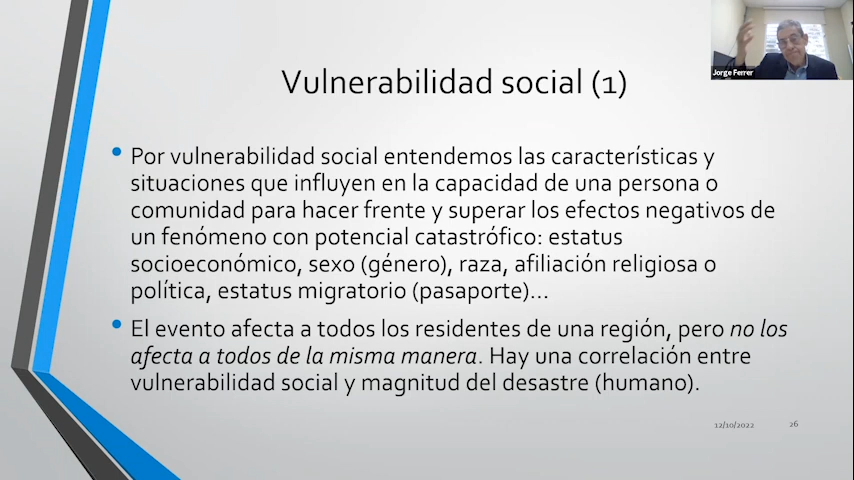 Jorge Ferrer
Vulnerabilidad social (1)
• Por vulnerabilidad social entendemos las características y
situaciones que influyen en la capacidad de una persona o
comunidad para hacer frente y superar los efectos negativos de
un fenómeno con potencial catastrófico: estatus
socioeconómico, sexo (género), raza, afiliación religiosa o
política, estatus migratorio (pasaporte)...
• El evento afecta a todos los residentes de una región, pero no los
afecta a todos de la misma manera. Hay una correlación entre
vulnerabilidad social y magnitud del desastre (humano).
12/10/2022 26